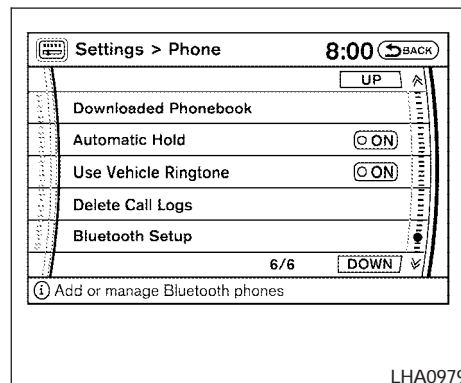 Settings > Phone 8:00 BACK
UP
Downloaded Phonebook
Automatic Hold ON
Use Vehicle Ringtone ON
Delete Call Logs
Bluetooth Setup
6/6 DOWN
i Add or manage Bluetooth phones
LHA0979